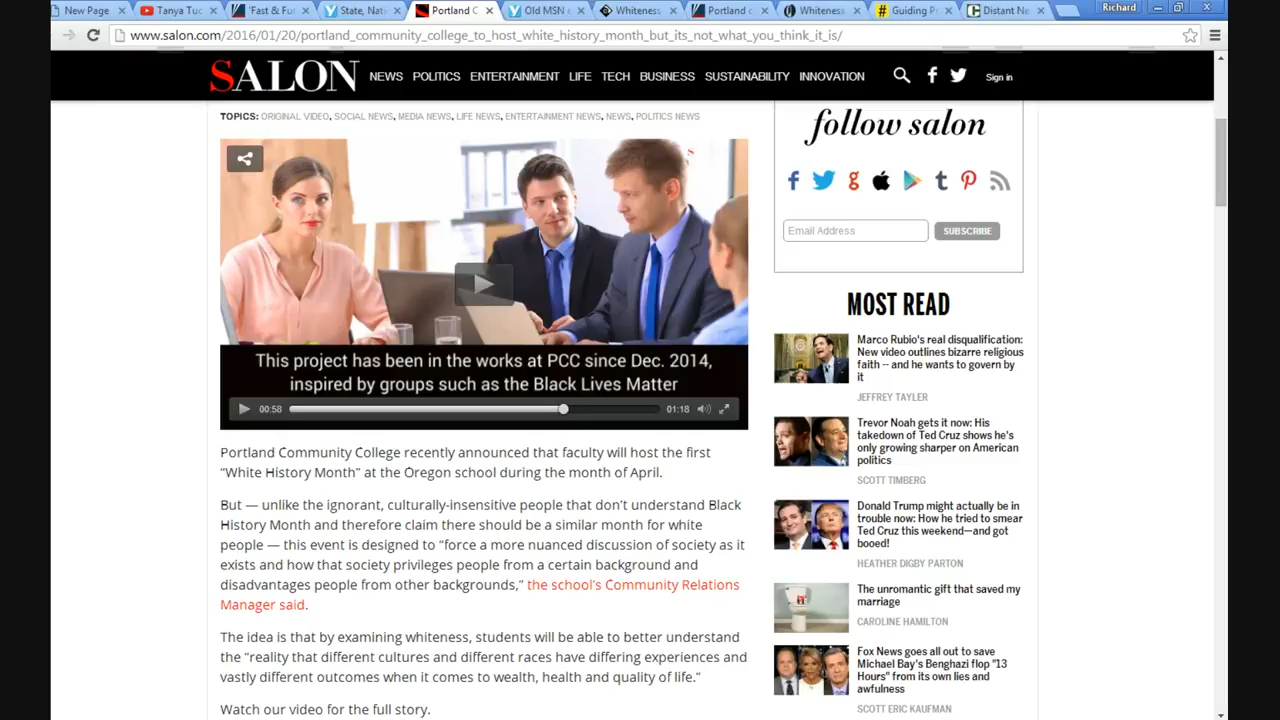 New Page
Tanya Tuc
'Fast & Fu
State, Nati
Portland C
Old MSN
Whiteness
Portland c
Whiteness
Guiding Pr
Distant Ne
Richard
www.salon.com/2016/01/20/portland_community_college_to_host_white_history_month_but_its_not_what_you_think_it_is/
SALON NEWS POLITICS ENTERTAINMENT LIFE TECH BUSINESS SUSTAINABILITY INNOVATION Sign in
TOPICS: ORIGINAL VIDEO, SOCIAL NEWS, MEDIA NEWS, LIFE NEWS, ENTERTAINMENT NEWS, NEWS, POLITICS NEWS
This project has been in the works at PCC since Dec. 2014,
inspired by groups such as the Black Lives Matter
00:58 01:18
Portland Community College recently announced that faculty will host the first
“White History Month” at the Oregon school during the month of April.
But — unlike the ignorant, culturally-insensitive people that don’t understand Black
History Month and therefore claim there should be a similar month for white
people — this event is designed to “force a more nuanced discussion of society as it
exists and how that society privileges people from a certain background and
disadvantages people from other backgrounds,” the school’s Community Relations
Manager said.
The idea is that by examining whiteness, students will be able to better understand
the “reality that different cultures and different races have differing experiences and
vastly different outcomes when it comes to wealth, health and quality of life.”
Watch our video for the full story.
follow salon
Email Address SUBSCRIBE
MOST READ
Marco Rubio's real disqualification:
New video outlines bizarre religious
faith -- and he wants to govern by
it
JEFFREY TAYLER
Trevor Noah gets it now: His
takedown of Ted Cruz shows he's
only growing sharper on American
politics
SCOTT TIMBERG
Donald Trump might actually be in
trouble now: How he tried to smear
Ted Cruz this weekend—and got
booed!
HEATHER DIGBY PARTON
The unromantic gift that saved my
marriage
CAROLINE HAMILTON
Fox News goes all out to save
Michael Bay's Benghazi flop "13
Hours" from its own lies and
awfulness
SCOTT ERIC KAUFMAN